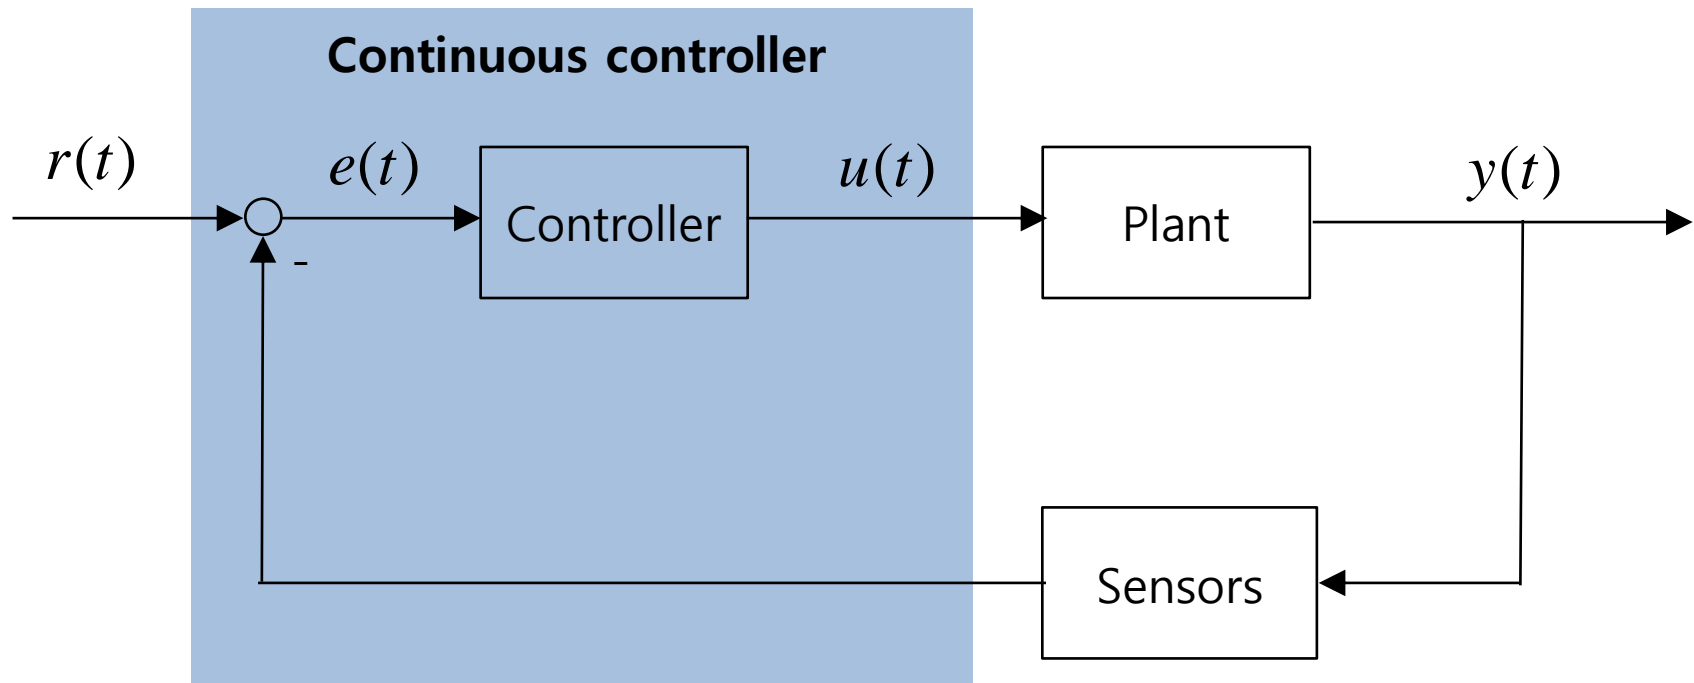 Continuous controller
r(t)
e(t)
u(t)
y(t)
Controller
Plant
-
Sensors